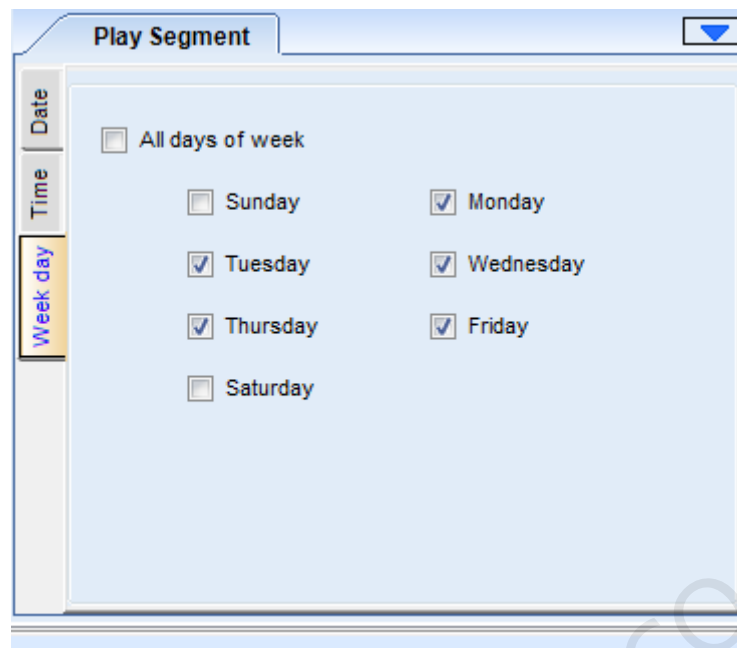 Play Segment
Date
Time
Week day
All days of week
Sunday
Monday
Tuesday
Wednesday
Thursday
Friday
Saturday